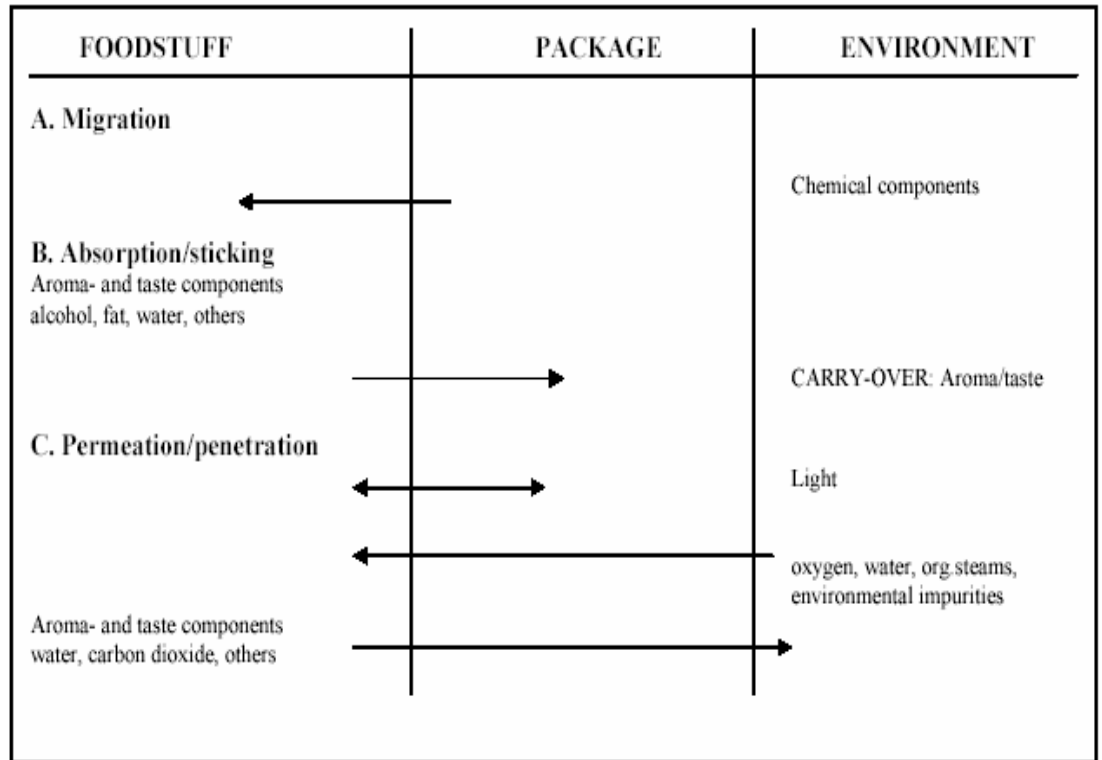 FOODSTUFF PACKAGE ENVIRONMENT
A. Migration
Chemical components
B. Absorption/sticking
Aroma- and taste components
alcohol, fat, water, others
CARRY-OVER: Aroma/taste
C. Permeation/penetration
Light
oxygen, water, org.steams,
environmental impurities
Aroma- and taste components
water, carbon dioxide, others